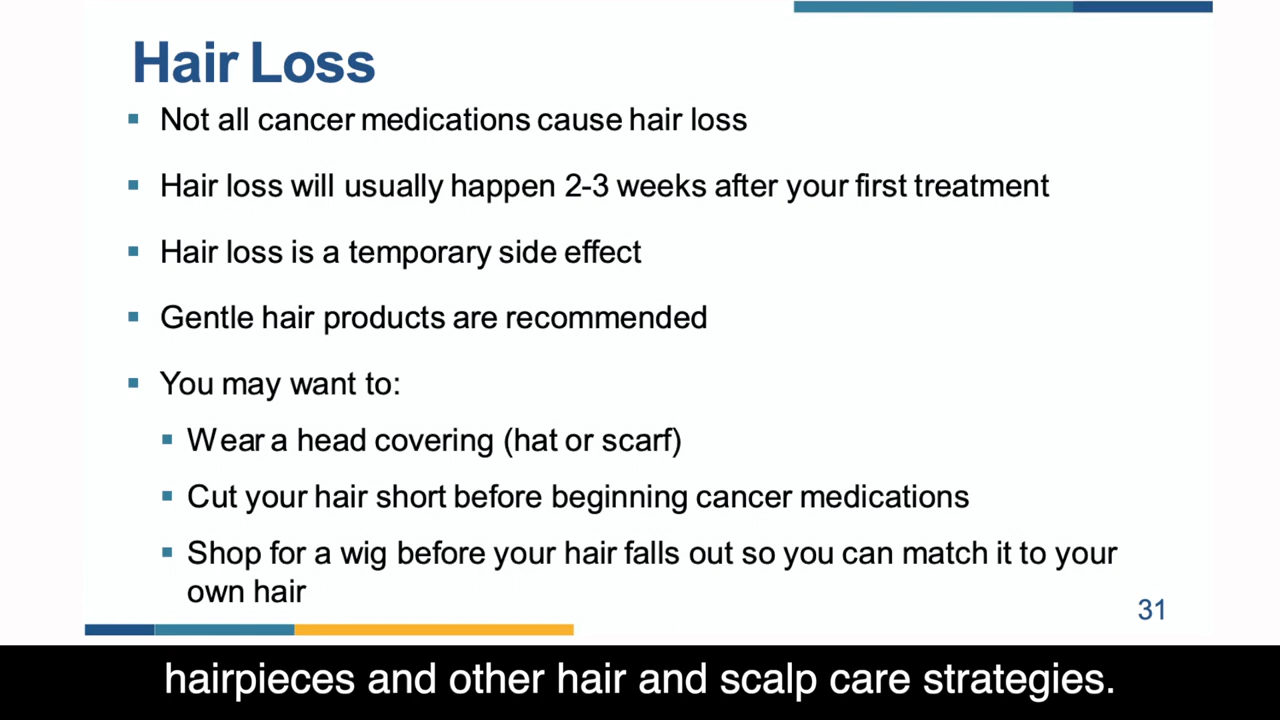 Hair Loss
Not all cancer medications cause hair loss
Hair loss will usually happen 2-3 weeks after your first treatment
Hair loss is a temporary side effect
Gentle hair products are recommended
You may want to:
Wear a head covering (hat or scarf)
Cut your hair short before beginning cancer medications
Shop for a wig before your hair falls out so you can match it to your
own hair
31
hairpieces and other hair and scalp care strategies.